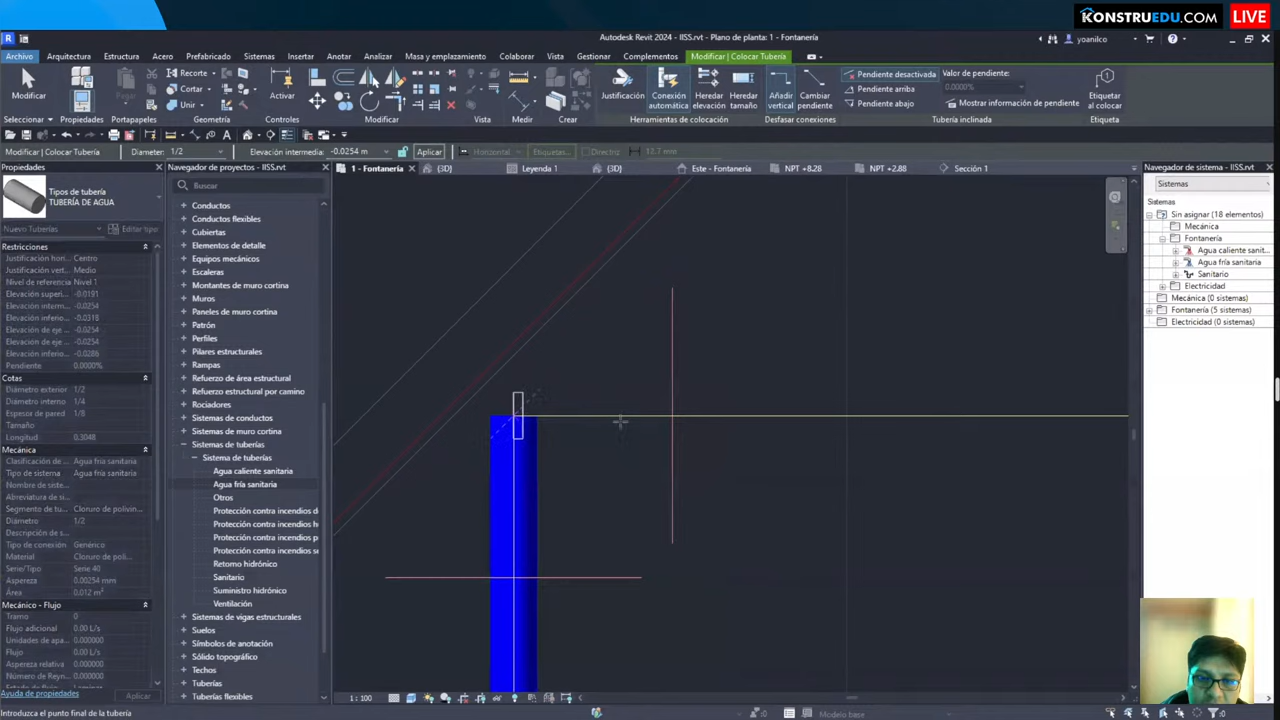 KONSTRUEDU.COM LIVE
Autodesk Revit 2024 - IISS.rvt - Plano de planta: 1 - Fontanería
yoanilco
Archivo Arquitectura Estructura Acero Prefabricado Sistemas Insertar Anotar Analizar Masa y emplazamiento Colaborar Vista Gestionar Complementos Modificar | Colocar Tubería
Modificar Propiedades Pegar Recorte Cortar Unir Activar Medir Crear Justificación Conexión automática Heredar elevación Heredar tamaño Añadir vertical Cambiar pendiente
Pendiente desactivada Valor de pendiente:
Pendiente arriba 0.0000%
Pendiente abajo Mostrar información de pendiente
Etiquetar al colocar
Seleccionar Propiedades Portapapeles Geometría Controles Modificar Vista Medir Crear Herramientas de colocación Desfasar conexiones Tubería inclinada Etiqueta
Modificar | Colocar Tubería Diámetro: 1/2 Elevación intermedia: -0.0254 m Aplicar Horizontal Etiquetas... Directriz 12.7 mm
Propiedades
Tipos de tubería
TUBERÍA DE AGUA
Nuevo Tuberías Editar tipo
Restricciones
Justificación hori... Centro
Justificación vert... Medio
Nivel de referencia Nivel 1
Elevación superi... -0.0191
Elevación interm... -0.0254
Elevación inferio... -0.0318
Elevación de eje ... -0.0254
Elevación de eje ... -0.0254
Elevación inferio... -0.0286
Pendiente 0.0000%
Cotas
Diámetro exterior 1/2
Diámetro interno 1/4
Espesor de pared 1/8
Tamaño
Longitud 0.3048
Mecánica
Clasificación de ... Agua fría sanitaria
Tipo de sistema Agua fría sanitaria
Nombre de siste...
Abreviatura de si...
Segmento de tu... Cloruro de polivin...
Diámetro 1/2
Descripción de s...
Tipo de conexión Genérico
Material Cloruro de poli...
Serie/Tipo Serie 40
Aspereza 0.00254 mm
Área 0.012 m²
Mecánico - Flujo
Tramo 0
Flujo adicional 0.00 L/s
Unidades de apa... 0.000000
Flujo 0.00 L/s
Aspereza relativa 0.000000
Número de Reyn... 0.000000
Ayuda de propiedades Aplicar
Introduzca el punto final de la tubería
Navegador de proyectos - IISS.rvt
Buscar
Conductos
Conductos flexibles
Cubiertas
Elementos de detalle
Equipos mecánicos
Escaleras
Montantes de muro cortina
Muros
Paneles de muro cortina
Patrón
Perfiles
Pilares estructurales
Rampas
Refuerzo de área estructural
Refuerzo estructural por camino
Rociadores
Sistemas de conductos
Sistemas de muro cortina
Sistemas de tuberías
Sistema de tuberías
Agua caliente sanitaria
Agua fría sanitaria
Otros
Protección contra incendios d
Protección contra incendios h
Protección contra incendios p
Protección contra incendios s
Retorno hidrónico
Sanitario
Suministro hidrónico
Ventilación
Sistemas de vigas estructurales
Suelos
Símbolos de anotación
Sólido topográfico
Techos
Tuberías
Tuberías flexibles
1 - Fontanería (3D) Leyenda 1 (3D) Este - Fontanería NPT +8.28 NPT +2.88 Sección 1
1 : 100
Modelo base
Navegador de sistema - IISS.rvt
Sistemas
Sistemas
Sin asignar (18 elementos)
Mecánica
Fontanería
Agua caliente sanit...
Agua fría sanitaria
Sanitario
Electricidad
Mecánica (0 sistemas)
Fontanería (5 sistemas)
Electricidad (0 sistemas)